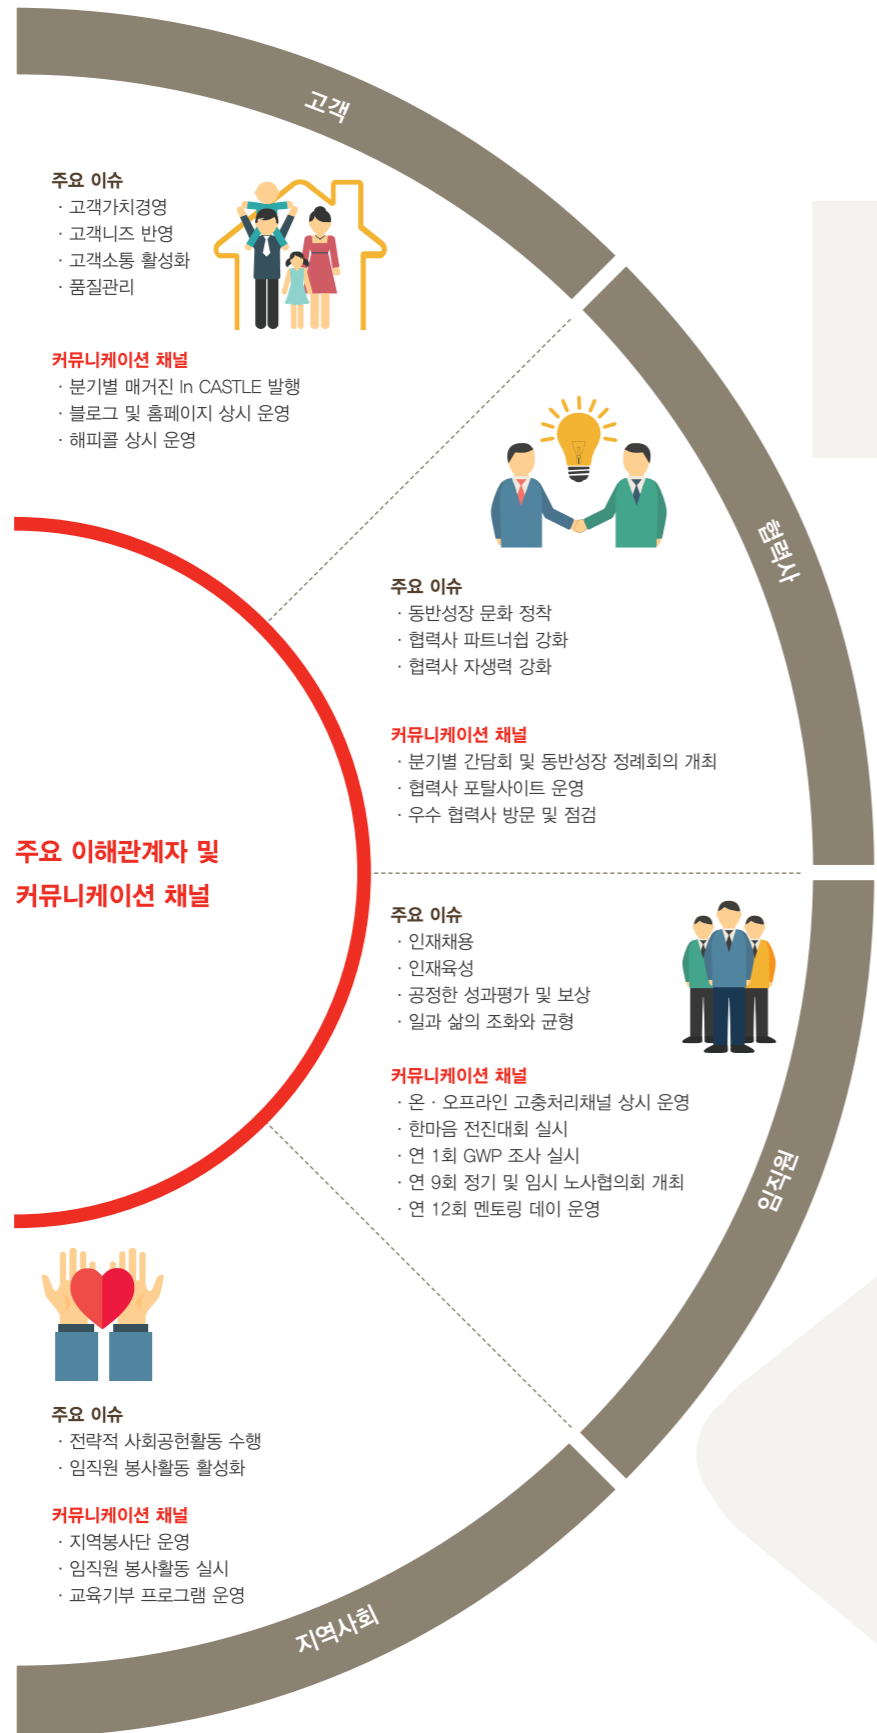 고객
주요 이슈
· 고객가치경영
· 고객니즈 반영
· 고객소통 활성화
· 품질관리
커뮤니케이션 채널
· 분기별 매거진 In CASTLE 발행
· 블로그 및 홈페이지 상시 운영
· 해피콜 상시 운영
협력사
주요 이슈
· 동반성장 문화 정착
· 협력사 파트너쉽 강화
· 협력사 자생력 강화
커뮤니케이션 채널
· 분기별 간담회 및 동반성장 정례회의 개최
· 협력사 포탈사이트 운영
· 우수 협력사 방문 및 점검
주요 이해관계자 및
커뮤니케이션 채널
주요 이슈
· 인재채용
· 인재육성
· 공정한 성과평가 및 보상
· 일과 삶의 조화와 균형
커뮤니케이션 채널
· 온 · 오프라인 고충처리채널 상시 운영
· 한마음 전진대회 실시
· 연 1회 GWP 조사 실시
· 연 9회 정기 및 임시 노사협의회 개최
· 연 12회 멘토링 데이 운영
임직원
주요 이슈
· 전략적 사회공헌활동 수행
· 임직원 봉사활동 활성화
커뮤니케이션 채널
· 지역봉사단 운영
· 임직원 봉사활동 실시
· 교육기부 프로그램 운영
지역사회